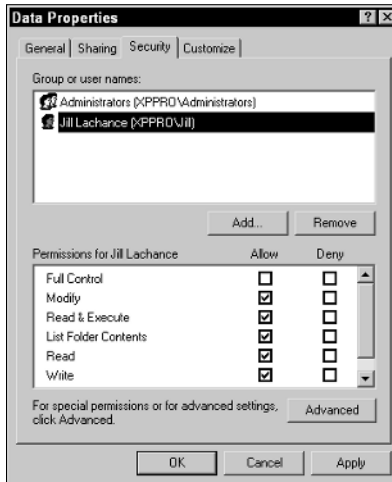 Data Properties
General Sharing Security Customize
Group or user names:
Administrators (XPPRO\Administrators)
Jill Lachance (XPPRO\Jill)
Add... Remove
Permissions for Jill Lachance Allow Deny
Full Control
Modify
Read & Execute
List Folder Contents
Read
Write
For special permissions or for advanced settings,
click Advanced.
Advanced
OK Cancel Apply